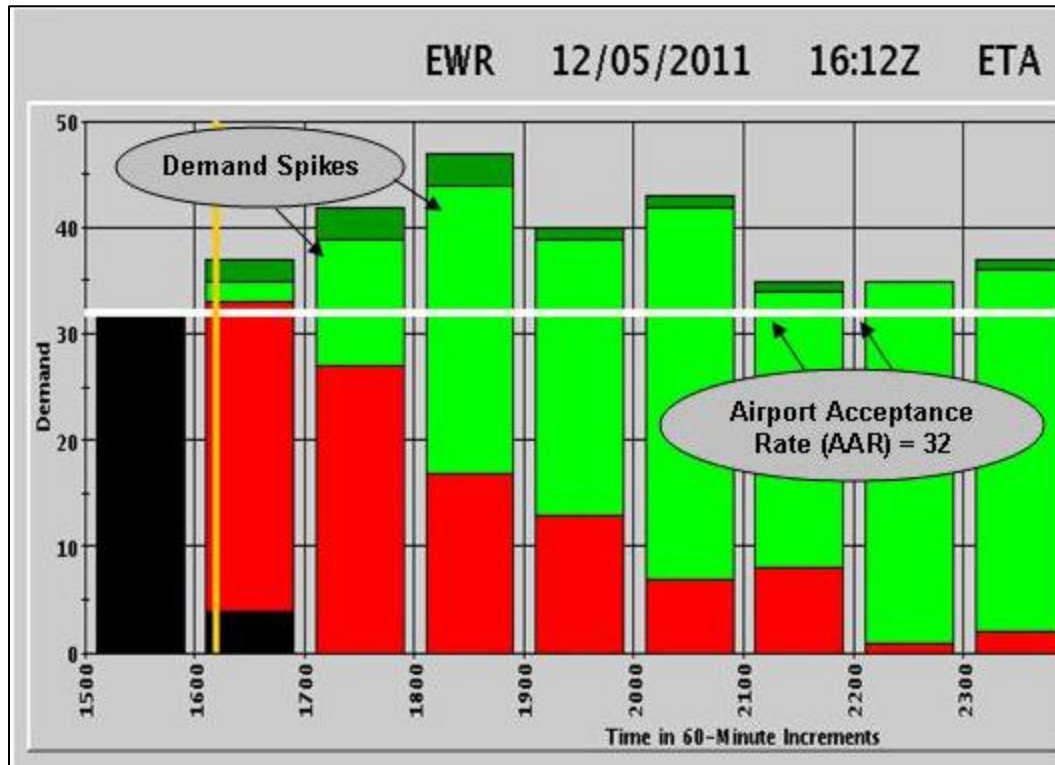 EWR 12/05/2011 16:12Z ETA
50
40
30
20
10
0
Demand
Demand Spikes
Airport Acceptance
Rate (AAR) = 32
1500 1600 1700 1800 1900 2000 2100 2200 2300
Time in 60-Minute Increments